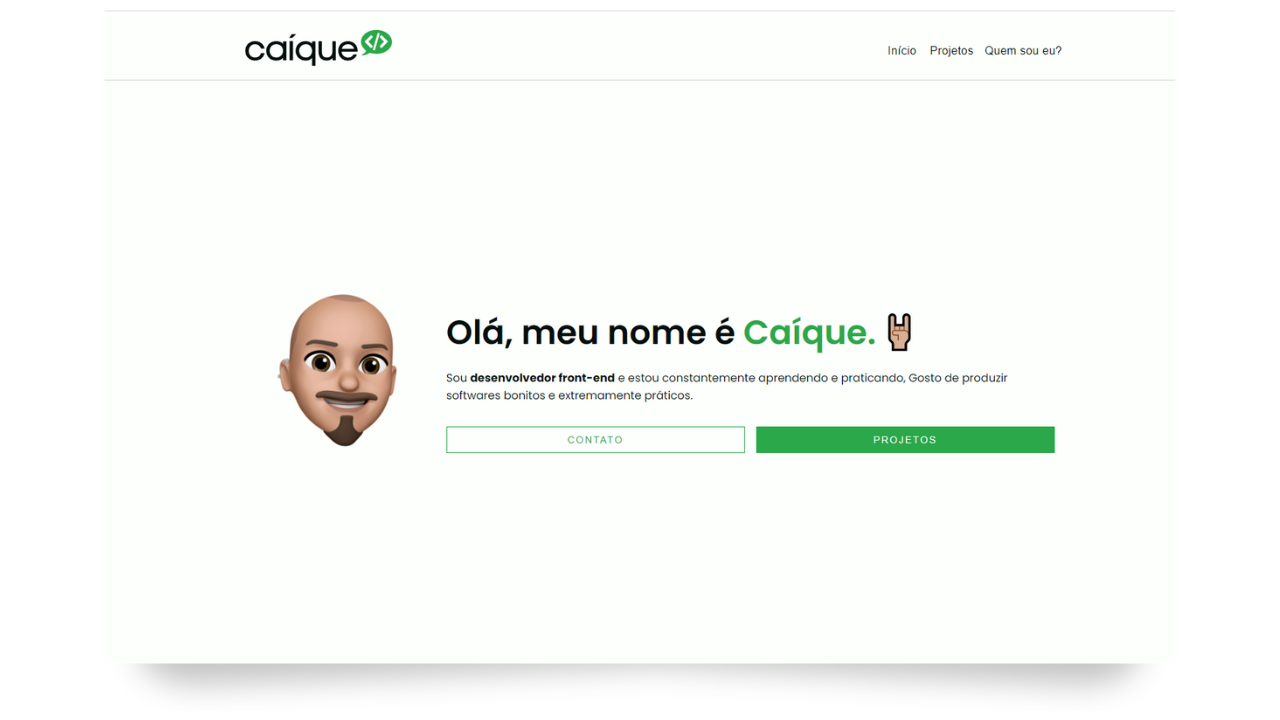 caíque </>
Início Projetos Quem sou eu?
Olá, meu nome é Caíque. 🤘
Sou desenvolvedor front-end e estou constantemente aprendendo e praticando, Gosto de produzir
softwares bonitos e extremamente práticos.
CONTATO PROJETOS